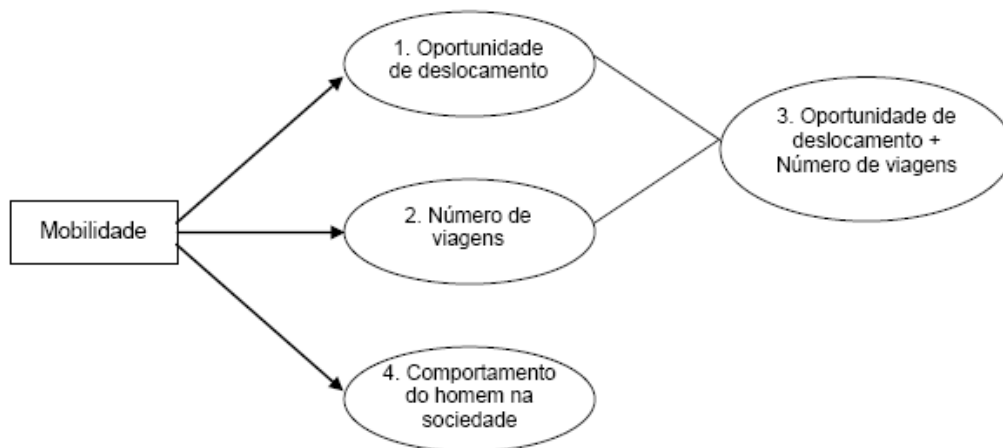 1. Oportunidade
de deslocamento
3. Oportunidade de
deslocamento +
Número de viagens
Mobilidade
2. Número de
viagens
4. Comportamento
do homem na
sociedade